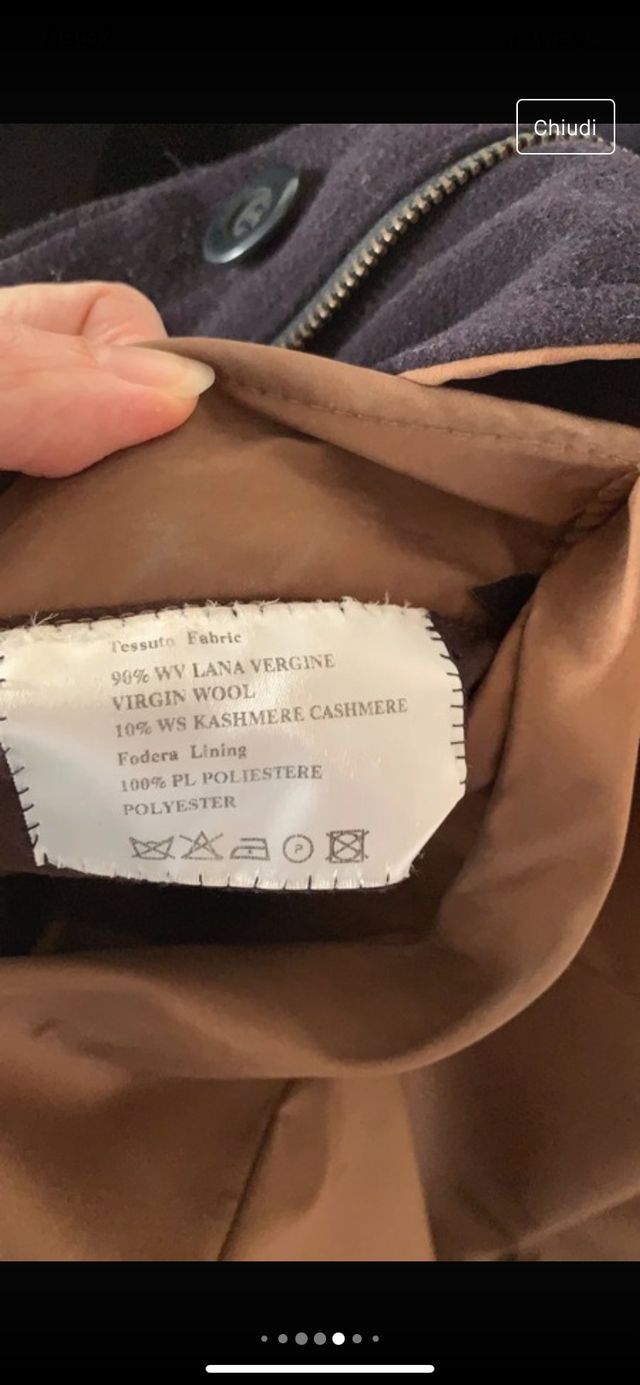 Chiudi
Tessuto Fabric
90% WV LANA VERGINE
VIRGIN WOOL
10% WS KASHMERE CASHMERE
Fodera Lining
100% PL POLIESTERE
POLYESTER
P